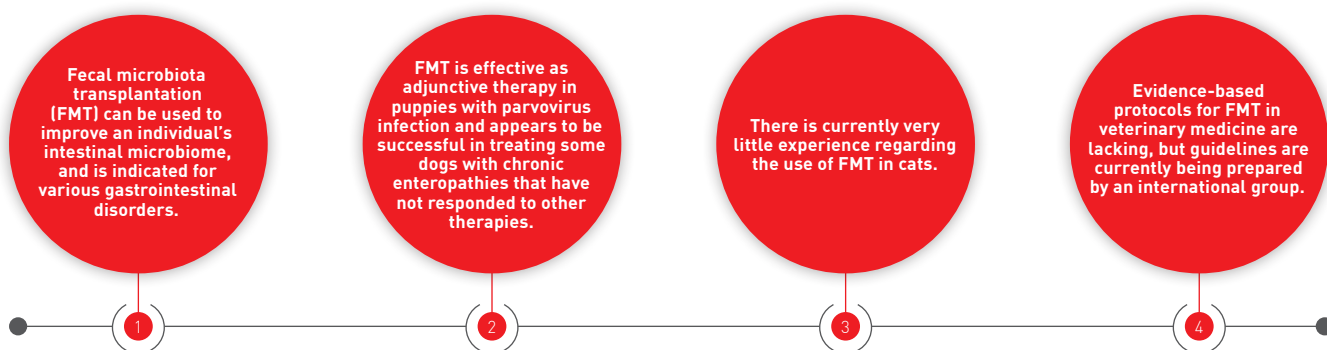 Fecal microbiota
transplantation
(FMT) can be used to
improve an individual's
intestinal microbiome,
and is indicated for
various gastrointestinal
disorders.
FMT is effective as
adjunctive therapy in
puppies with parvovirus
infection and appears to be
successful in treating some
dogs with chronic
enteropathies that have
not responded to other
therapies.
There is currently very
little experience regarding
the use of FMT in cats.
Evidence-based
protocols for FMT in
veterinary medicine are
lacking, but guidelines are
currently being prepared
by an international group.
1
2
3
4